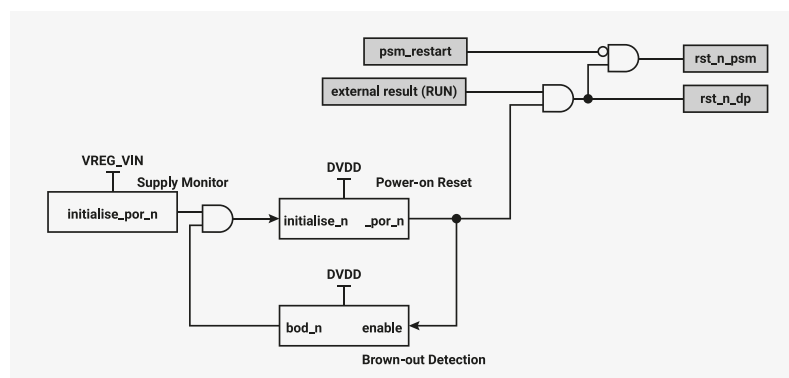 psm_restart
rst_n_psm
external result (RUN)
rst_n_dp
VREG_VIN
Supply Monitor
DVDD
Power-on Reset
initialise_por_n
initialise_n _por_n
DVDD
bod_n enable
Brown-out Detection